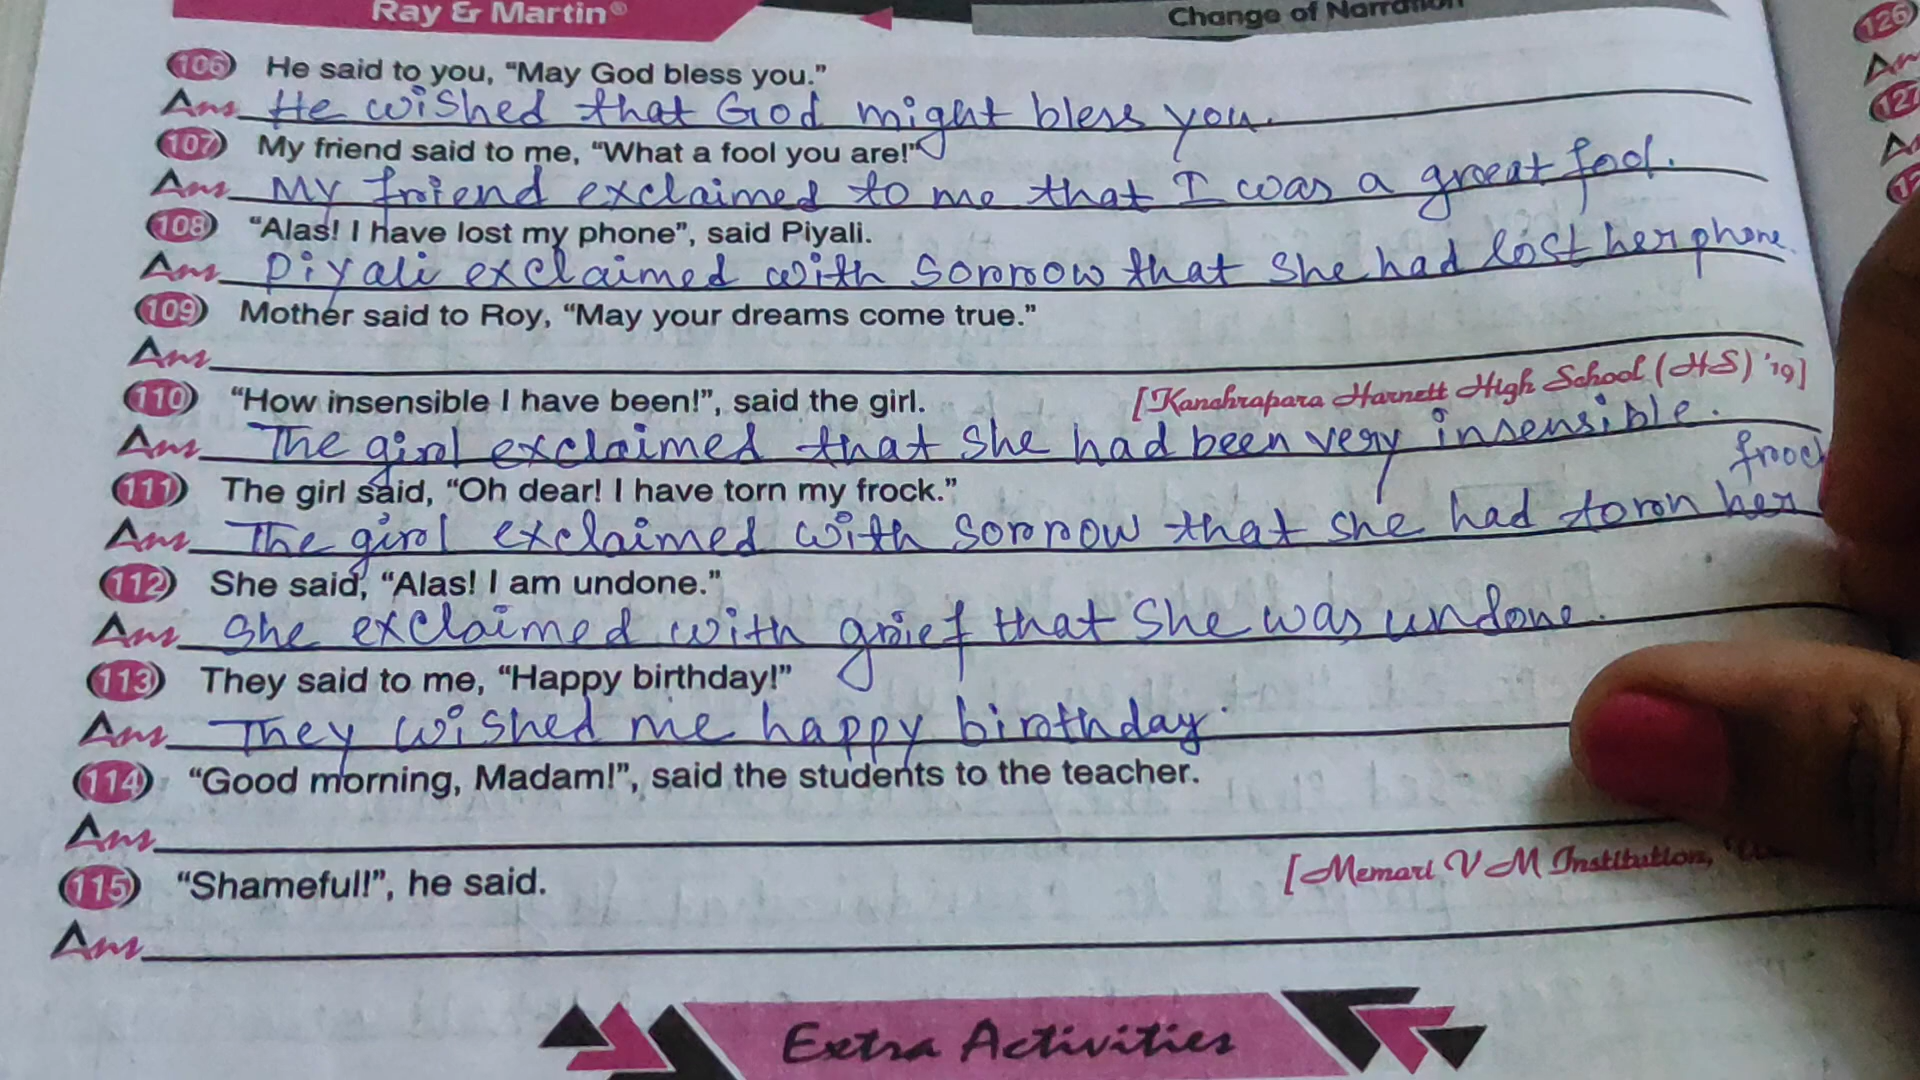 Ray & Martin®
Change of Narration
106 He said to you, “May God bless you.”
Ans He wished that God might bless you.
107 My friend said to me, “What a fool you are!”
Ans My friend exclaimed to me that I was a great fool.
108 “Alas! I have lost my phone”, said Piyali.
Ans Piyali exclaimed with sorrow that she had lost her phone.
109 Mother said to Roy, “May your dreams come true.”
Ans
[Kanchrapara Harnett High School (HS) '19]
110 “How insensible I have been!”, said the girl.
Ans The girl exclaimed that she had been very insensible.
111 The girl said, “Oh dear! I have torn my frock.”
Ans The girl exclaimed with sorrow that she had torn her
112 She said, “Alas! I am undone.”
Ans She exclaimed with grief that she was undone.
113 They said to me, “Happy birthday!”
Ans They wished me happy birthday.
114 “Good morning, Madam!”, said the students to the teacher.
Ans
[Memari V M Institution,
115 “Shameful!”, he said.
Ans
Extra Activities
126
An
127